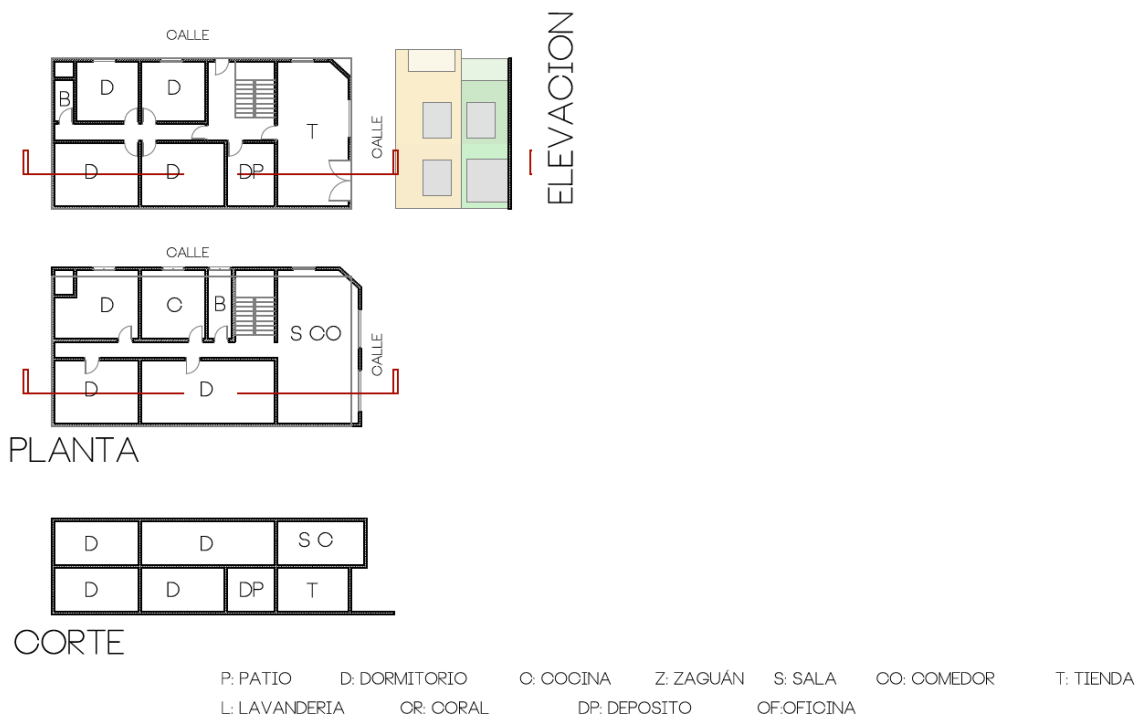 CALLE
D
D
B
T
CALLE
D
D
DP
ELEVACION
CALLE
D
C
B
S CO
CALLE
D
D
PLANTA
D
D
S C
D
D
DP
T
CORTE
P: PATIO D: DORMITORIO C: COCINA Z: ZAGUÁN S: SALA CO: COMEDOR T: TIENDA
L: LAVANDERIA CR: CORAL DP: DEPOSITO OF:OFICINA